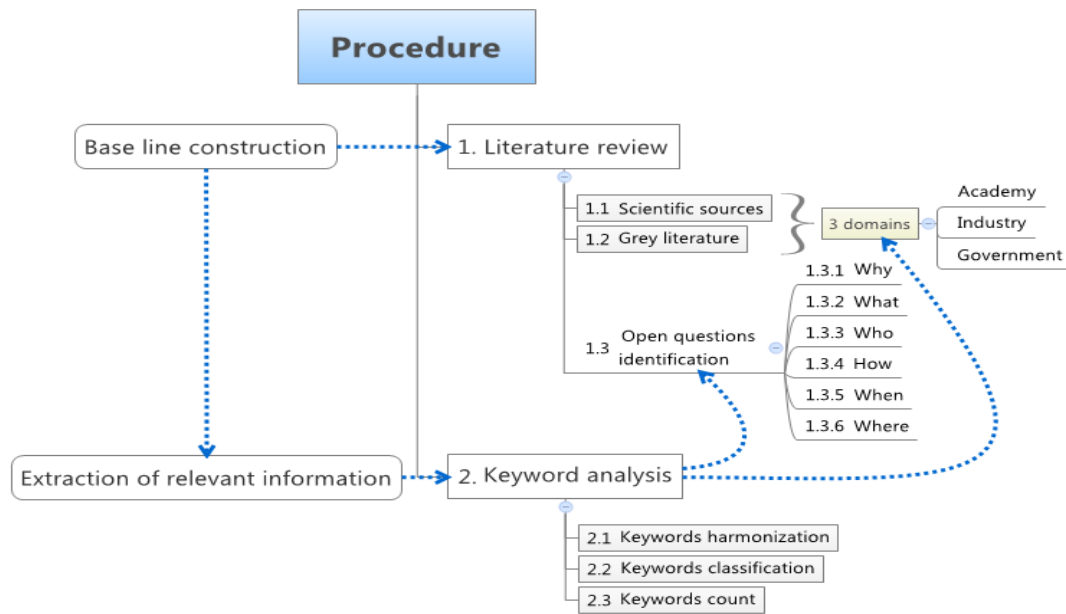 Procedure
Base line construction
1. Literature review
1.1 Scientific sources
1.2 Grey literature
3 domains
Academy
Industry
Government
1.3 Open questions
identification
1.3.1 Why
1.3.2 What
1.3.3 Who
1.3.4 How
1.3.5 When
1.3.6 Where
Extraction of relevant information
2. Keyword analysis
2.1 Keywords harmonization
2.2 Keywords classification
2.3 Keywords count